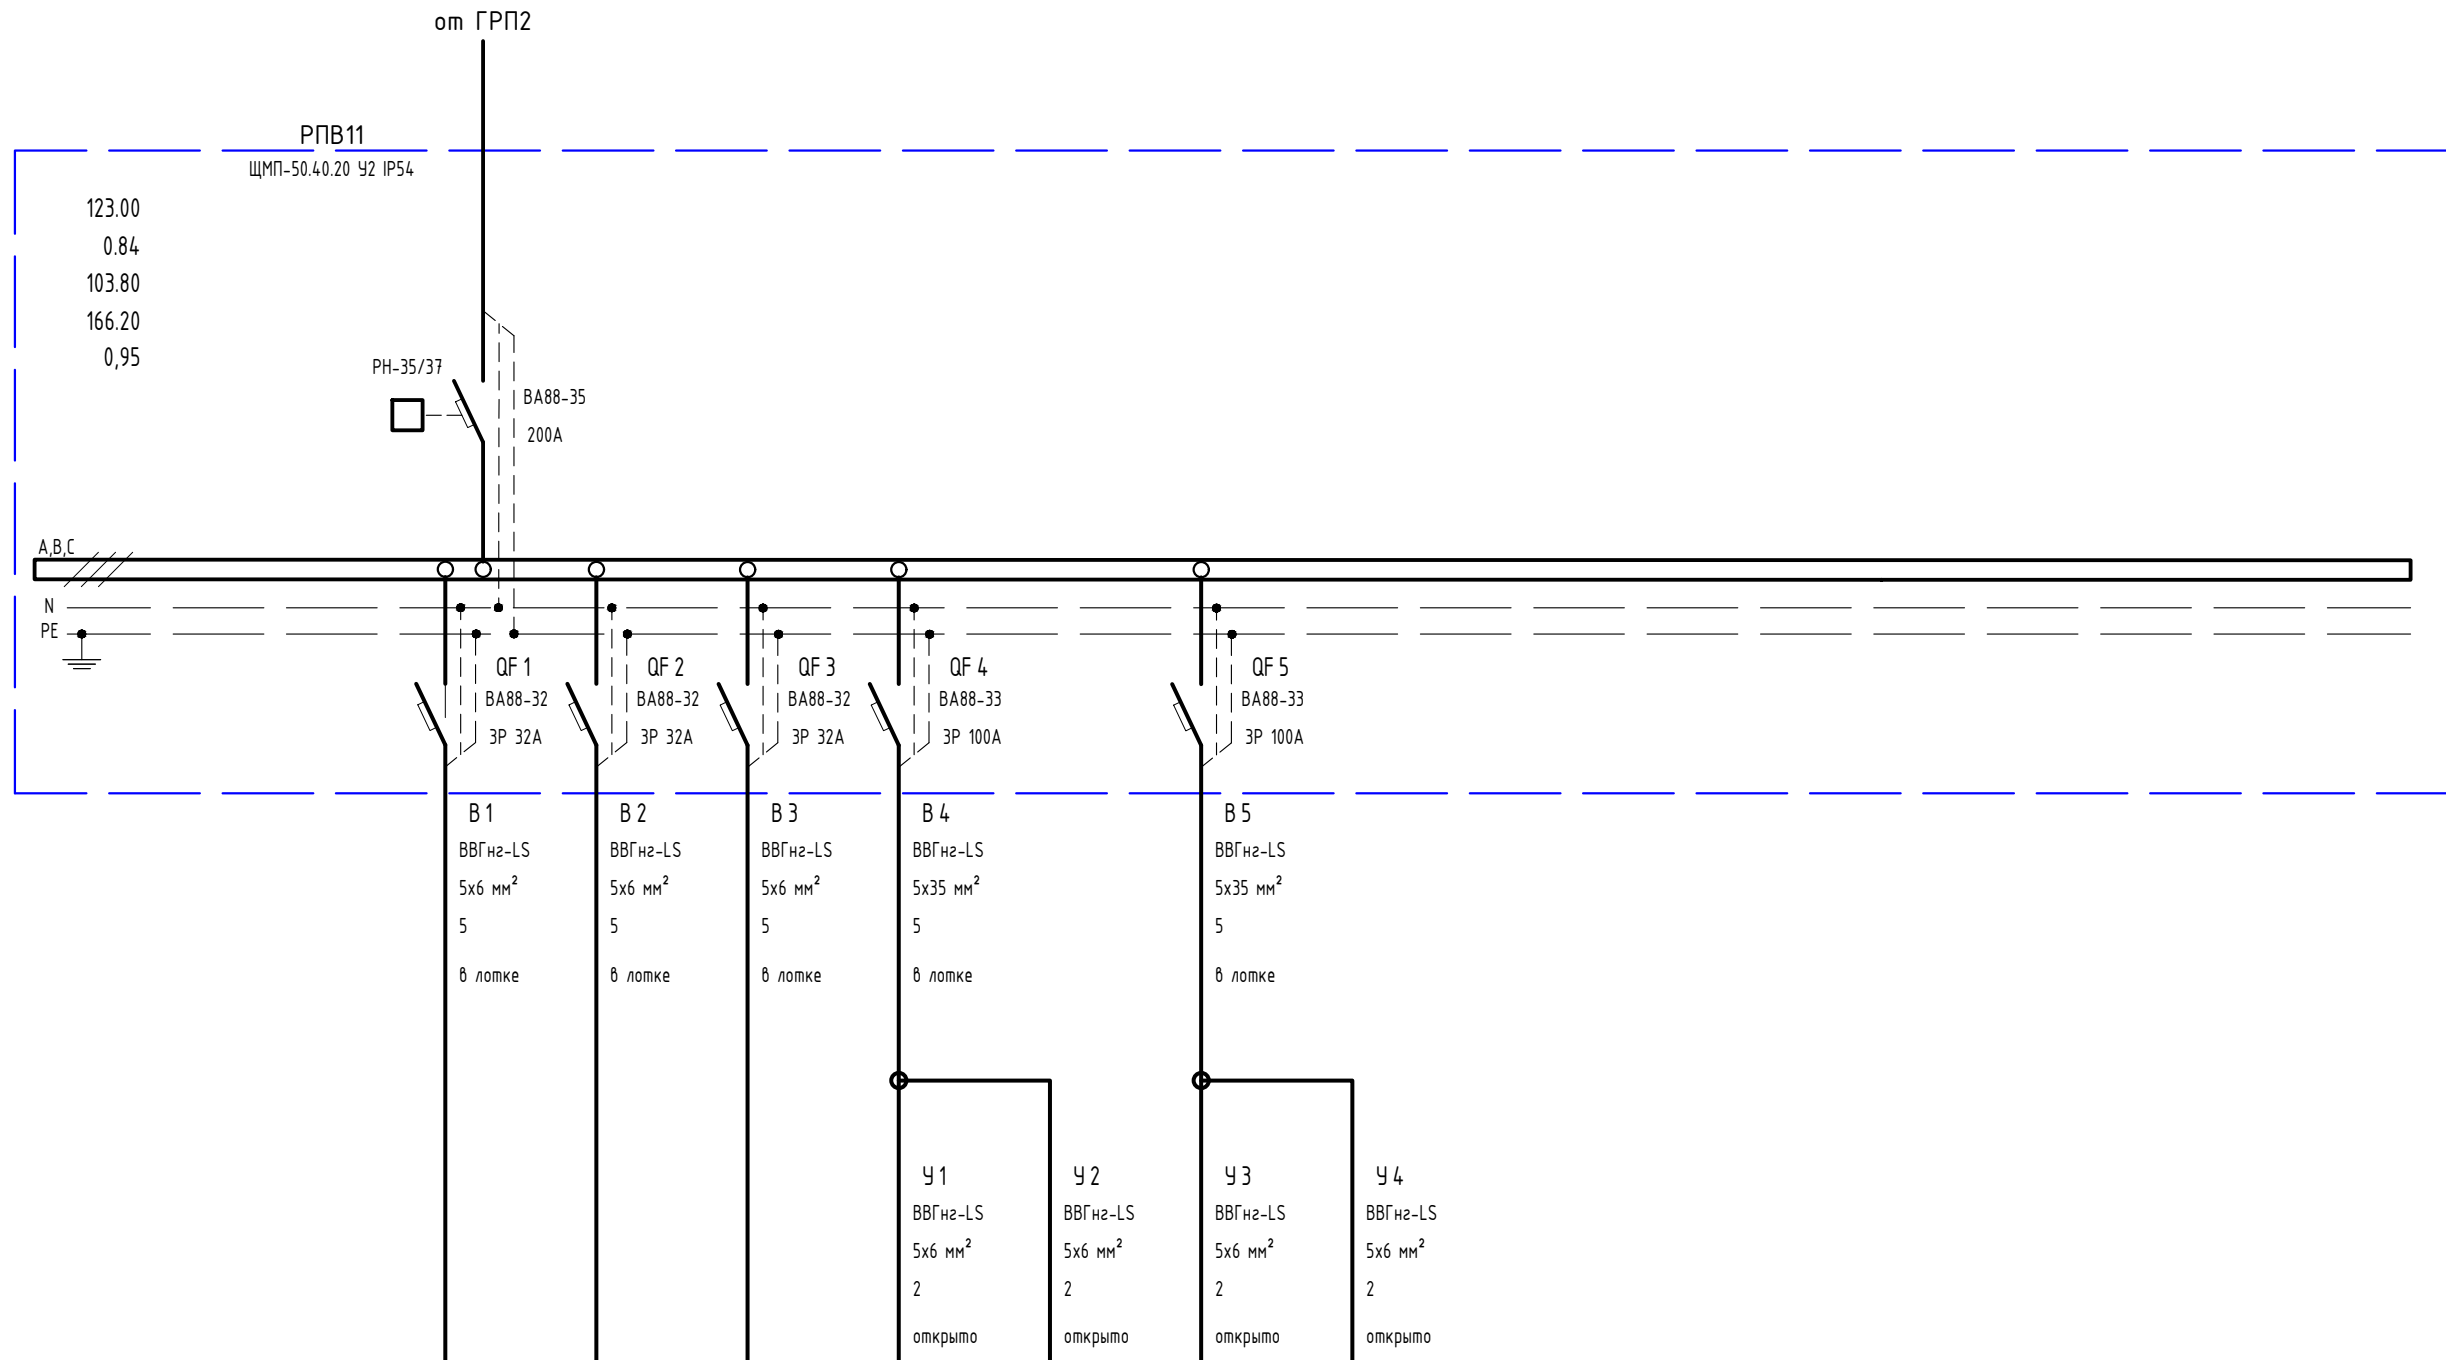 от ГРП2
РПВ11
ЩМП-50.40.20 У2 IP54
123.00
0.84
103.80
166.20
0,95
РН-35/37
ВА88-35
200А
А,В,С
N
PE
QF 1
ВА88-32
3Р 32А
QF 2
ВА88-32
3Р 32А
QF 3
ВА88-32
3Р 32А
QF 4
ВА88-33
3Р 100А
QF 5
ВА88-33
3Р 100А
В 1
ВВГнг-LS
5х6 мм²
5
в лотке
В 2
ВВГнг-LS
5х6 мм²
5
в лотке
В 3
ВВГнг-LS
5х6 мм²
5
в лотке
В 4
ВВГнг-LS
5х35 мм²
5
в лотке
В 5
ВВГнг-LS
5х35 мм²
5
в лотке
У 1
ВВГнг-LS
5х6 мм²
2
открыто
У 2
ВВГнг-LS
5х6 мм²
2
открыто
У 3
ВВГнг-LS
5х6 мм²
2
открыто
У 4
ВВГнг-LS
5х6 мм²
2
открыто